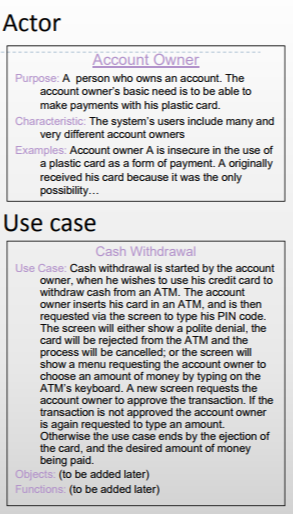 Actor
Account Owner
Purpose: A person who owns an account. The
account owner's basic need is to be able to
make payments with his plastic card.
Characteristic: The system's users include many and
very different account owners
Examples: Account owner A is insecure in the use of
a plastic card as a form of payment. A originally
received his card because it was the only
possibility…
Use case
Cash Withdrawal
Use Case: Cash withdrawal is started by the account
owner, when he wishes to use his credit card to
withdraw cash from an ATM. The account
owner inserts his card in an ATM, and is then
requested via the screen to type his PIN code.
The screen will either show a polite denial, the
card will be rejected from the ATM and the
process will be cancelled; or the screen will
show a menu requesting the account owner to
choose an amount of money by typing on the
ATM's keyboard. A new screen requests the
account owner to approve the transaction. If the
transaction is not approved the account owner
is again requested to type an amount.
Otherwise the use case ends by the ejection of
the card, and the desired amount of money
being paid.
Objects: (to be added later)
Functions: (to be added later)